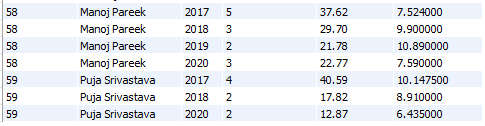 58 Manoj Pareek 2017 5 37.62 7.524000
58 Manoj Pareek 2018 3 29.70 9.900000
58 Manoj Pareek 2019 2 21.78 10.890000
58 Manoj Pareek 2020 3 22.77 7.590000
59 Puja Srivastava 2017 4 40.59 10.147500
59 Puja Srivastava 2018 2 17.82 8.910000
59 Puja Srivastava 2020 2 12.87 6.435000